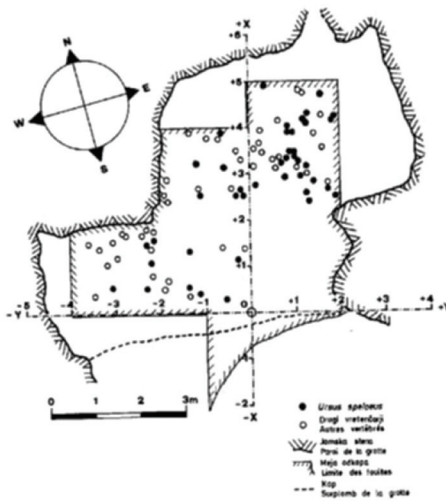 +X
+6
+5
+4
+3
+2
+1
N
E
W
S
-5
-4
-3
-2
-1
+1
+2
+3
+4
-Y
+Y
-2
-X
0
1
2
3m
Ursus spelaeus
Drugi vretenčarji
Autres vertébrés
Jamska stena
Paroi de la grotte
Meja odkopa
Limite des fouilles
Kap
Surplomb de la grotte